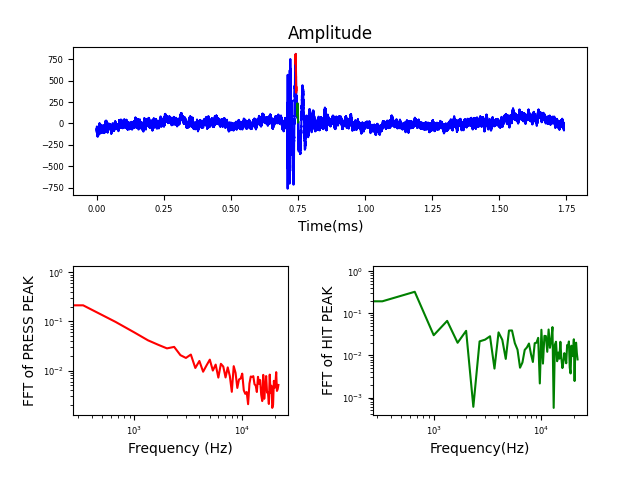 Amplitude
750
500
250
0
−250
−500
−750
0.00 0.25 0.50 0.75 1.00 1.25 1.50 1.75
Time(ms)
FFT of PRESS PEAK
10⁰
10⁻¹
10⁻²
10³ 10⁴
Frequency (Hz)
FFT of HIT PEAK
10⁰
10⁻¹
10⁻²
10⁻³
10³ 10⁴
Frequency(Hz)